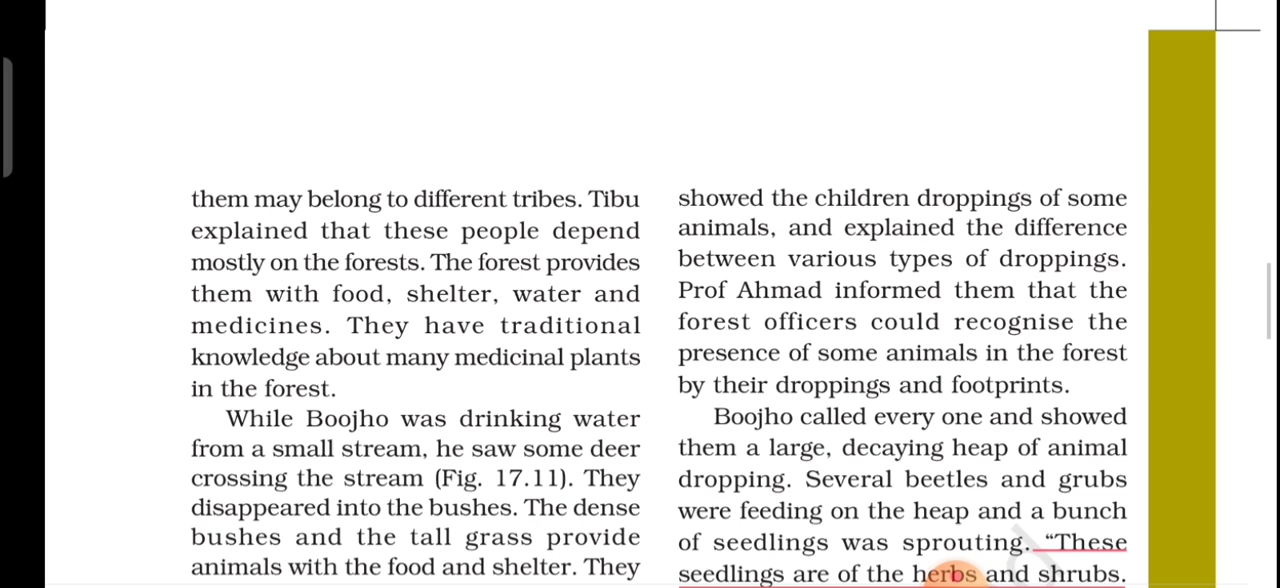 them may belong to different tribes. Tibu
explained that these people depend
mostly on the forests. The forest provides
them with food, shelter, water and
medicines. They have traditional
knowledge about many medicinal plants
in the forest.
While Boojho was drinking water
from a small stream, he saw some deer
crossing the stream (Fig. 17.11). They
disappeared into the bushes. The dense
bushes and the tall grass provide
animals with the food and shelter. They
showed the children droppings of some
animals, and explained the difference
between various types of droppings.
Prof Ahmad informed them that the
forest officers could recognise the
presence of some animals in the forest
by their droppings and footprints.
Boojho called every one and showed
them a large, decaying heap of animal
dropping. Several beetles and grubs
were feeding on the heap and a bunch
of seedlings was sprouting. “These
seedlings are of the herbs and shrubs.